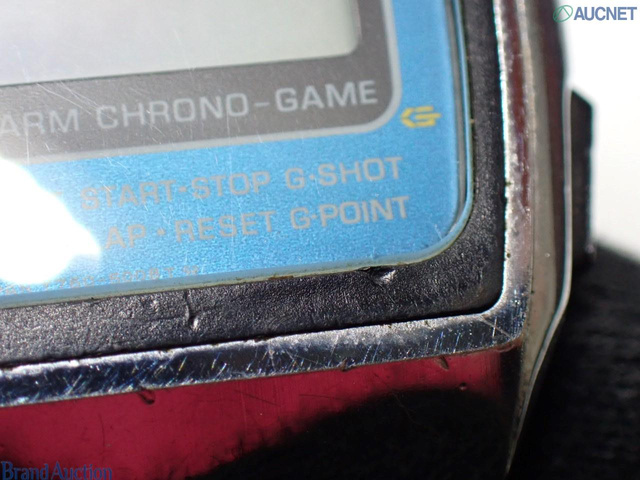 AUCNET
ARM CHRONO-GAME
G
START·STOP G·SHOT
AP·RESET G·POINT
Brand Auction